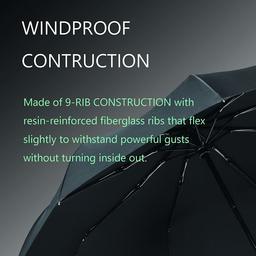 WINDPROOF
CONTRUCTION
Made of 9-RIB CONSTRUCTION with
resin-reinforced fiberglass ribs that flex
slightly to withstand powerful gusts
without turning inside out.